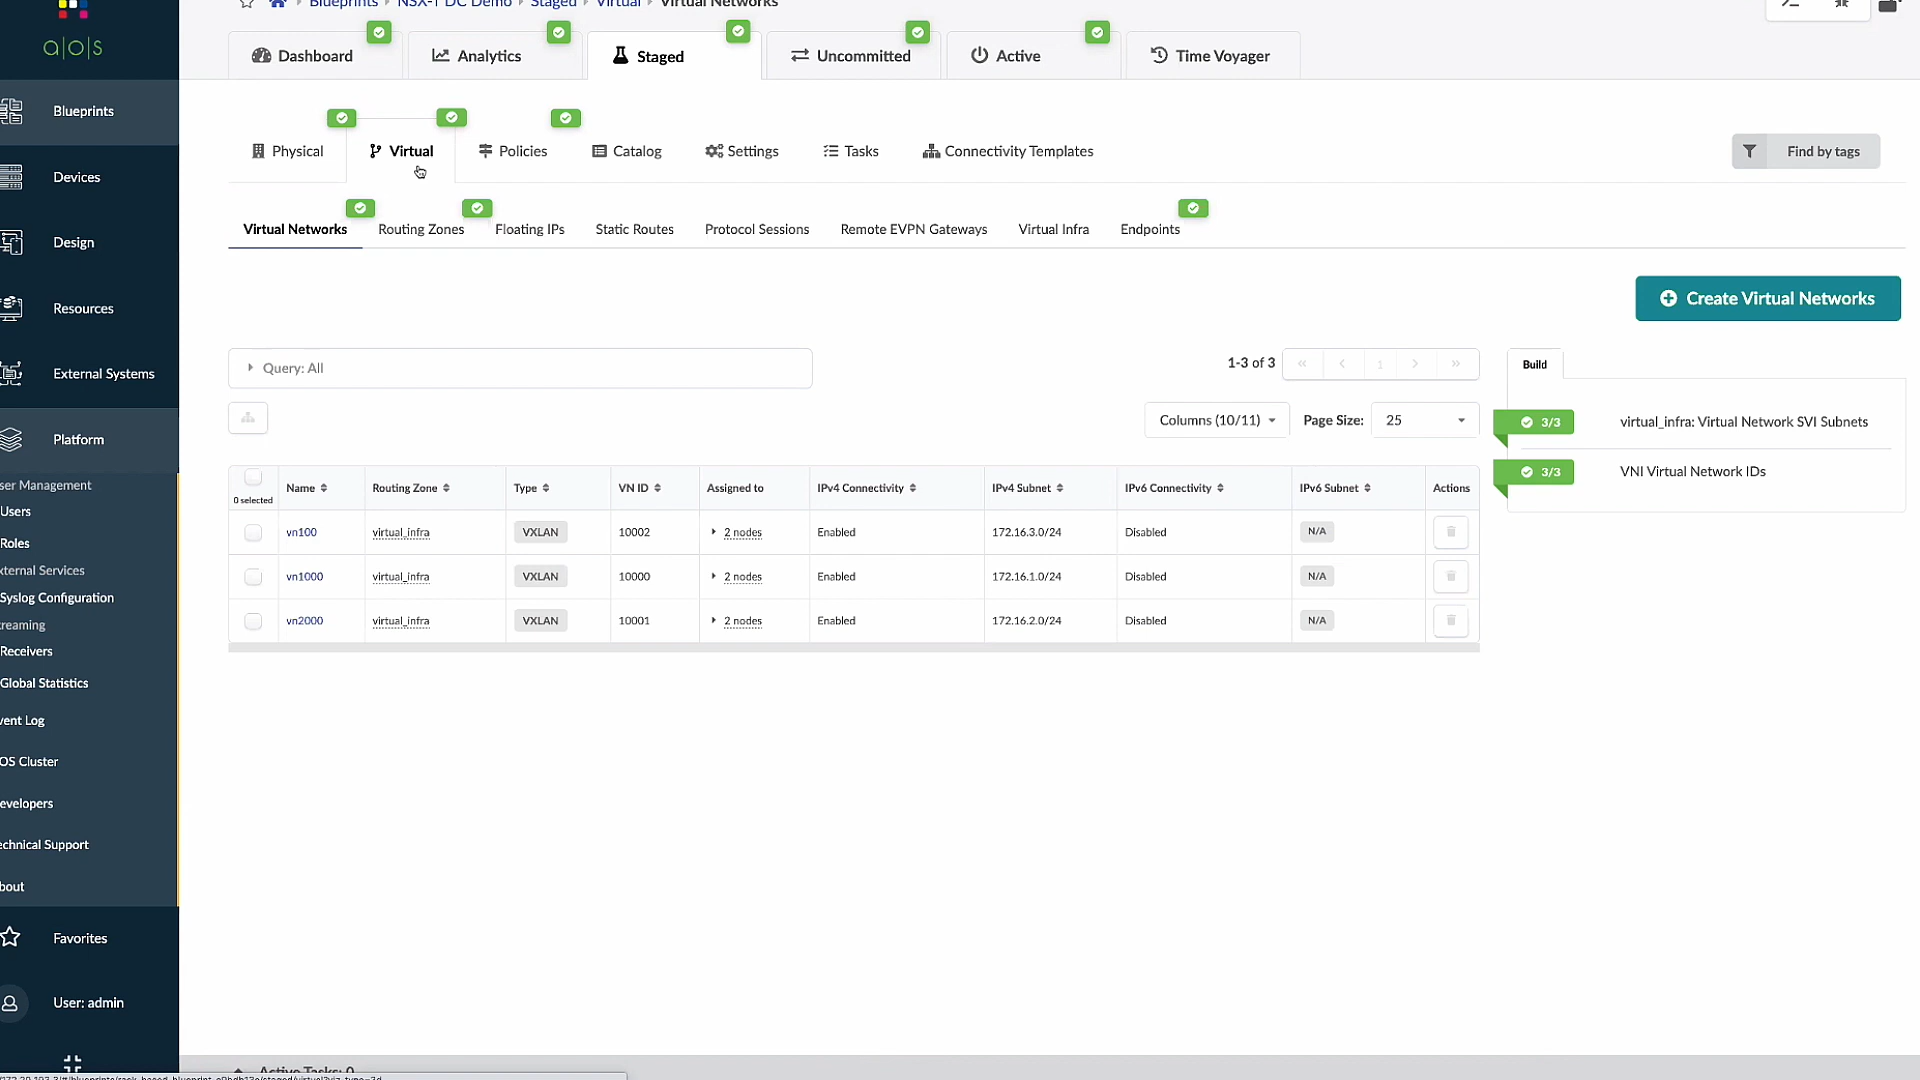 Blueprints › NSX-T DC Demo › Staged › Virtual › Virtual Networks
a|o|s
Dashboard
Analytics
Staged
Uncommitted
Active
Time Voyager
Blueprints
Devices
Design
Resources
External Systems
Platform
ser Management
Users
Roles
xternal Services
Syslog Configuration
reaming
Receivers
Global Statistics
vent Log
OS Cluster
evelopers
echnical Support
bout
Favorites
User: admin
Physical
Virtual
Policies
Catalog
Settings
Tasks
Connectivity Templates
Find by tags
Virtual Networks
Routing Zones
Floating IPs
Static Routes
Protocol Sessions
Remote EVPN Gateways
Virtual Infra
Endpoints
Create Virtual Networks
Query: All
1-3 of 3
« ‹ 1 › »
Columns (10/11)
Page Size: 25
0 selected
Name Routing Zone Type VN ID Assigned to IPv4 Connectivity IPv4 Subnet IPv6 Connectivity IPv6 Subnet Actions
vn100 virtual_infra VXLAN 10002 2 nodes Enabled 172.16.3.0/24 Disabled N/A
vn1000 virtual_infra VXLAN 10000 2 nodes Enabled 172.16.1.0/24 Disabled N/A
vn2000 virtual_infra VXLAN 10001 2 nodes Enabled 172.16.2.0/24 Disabled N/A
Build
3/3 virtual_infra: Virtual Network SVI Subnets
3/3 VNI Virtual Network IDs
Active Tasks: 0